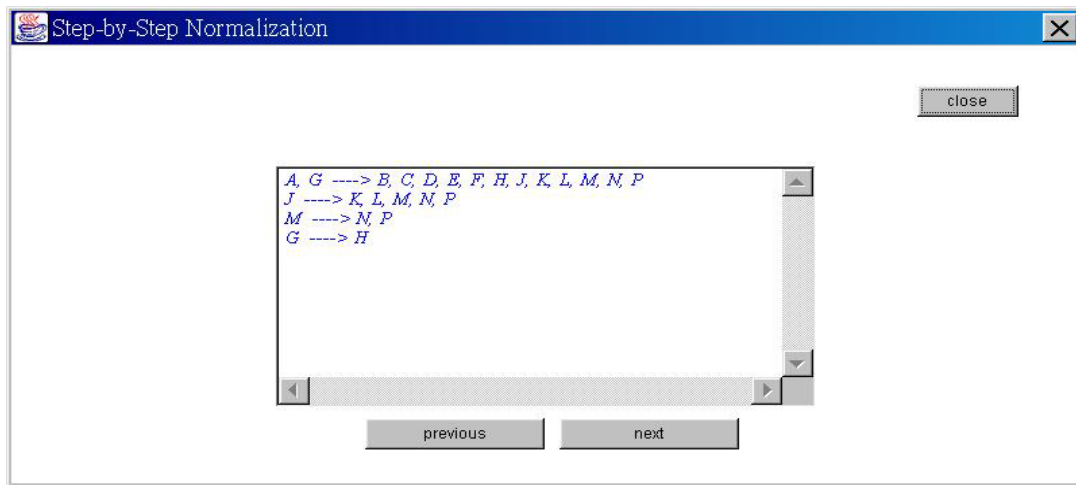 Step-by-Step Normalization
close
A, G ----> B, C, D, E, F, H, J, K, L, M, N, P
J ----> K, L, M, N, P
M ----> N, P
G ----> H
previous
next